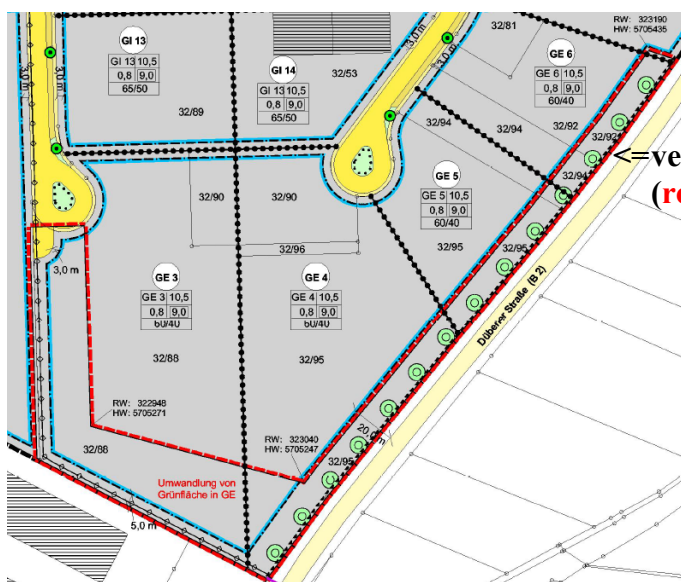 GI 13
GI 13 10,5
0,8 9,0
65/50
32/89
3,0 m
3,0 m
GI 14
GI 13 10,5
0,8 9,0
65/50
32/53
3,0 m
3,0 m
32/81
RW: 323190
HW: 5705435
GE 6
GE 6 10,5
0,8 9,0
60/40
32/92
32/92
32/94
32/94
32/94
<=ve
(re
GE 5
GE 5 10,5
0,8 9,0
60/40
32/95
32/95
32/90
32/90
32/96
3,0 m
GE 3
GE 3 10,5
0,8 9,0
60/40
32/88
GE 4
GE 4 10,5
0,8 9,0
60/40
32/95
Dübener Straße (B 2)
RW: 322948
HW: 5705271
20,0 m
32/88
RW: 323040
HW: 5705247
32/95
Umwandlung von
Grünfläche in GE
5,0 m